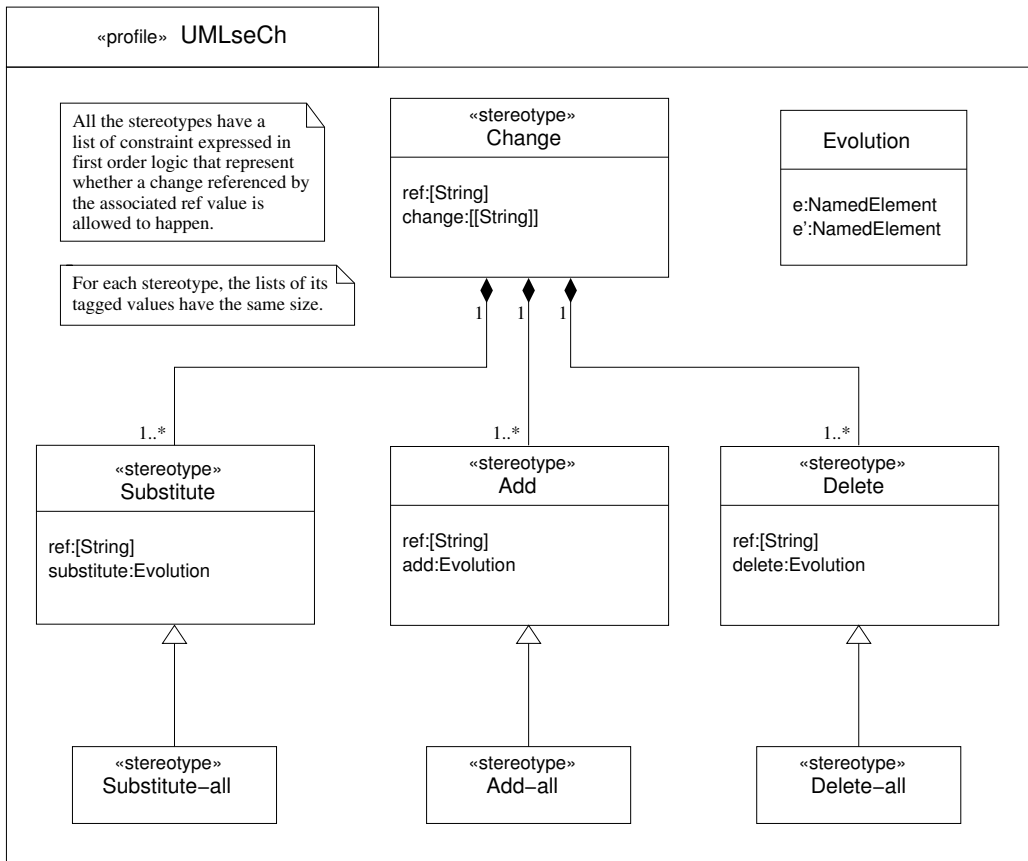 «profile» UMLseCh
All the stereotypes have a
list of constraint expressed in
first order logic that represent
whether a change referenced by
the associated ref value is
allowed to happen.
For each stereotype, the lists of its
tagged values have the same size.
«stereotype»
Change
ref:[String]
change:[[String]]
Evolution
e:NamedElement
e':NamedElement
1
1
1
1..*
1..*
1..*
«stereotype»
Substitute
ref:[String]
substitute:Evolution
«stereotype»
Add
ref:[String]
add:Evolution
«stereotype»
Delete
ref:[String]
delete:Evolution
«stereotype»
Substitute−all
«stereotype»
Add−all
«stereotype»
Delete−all